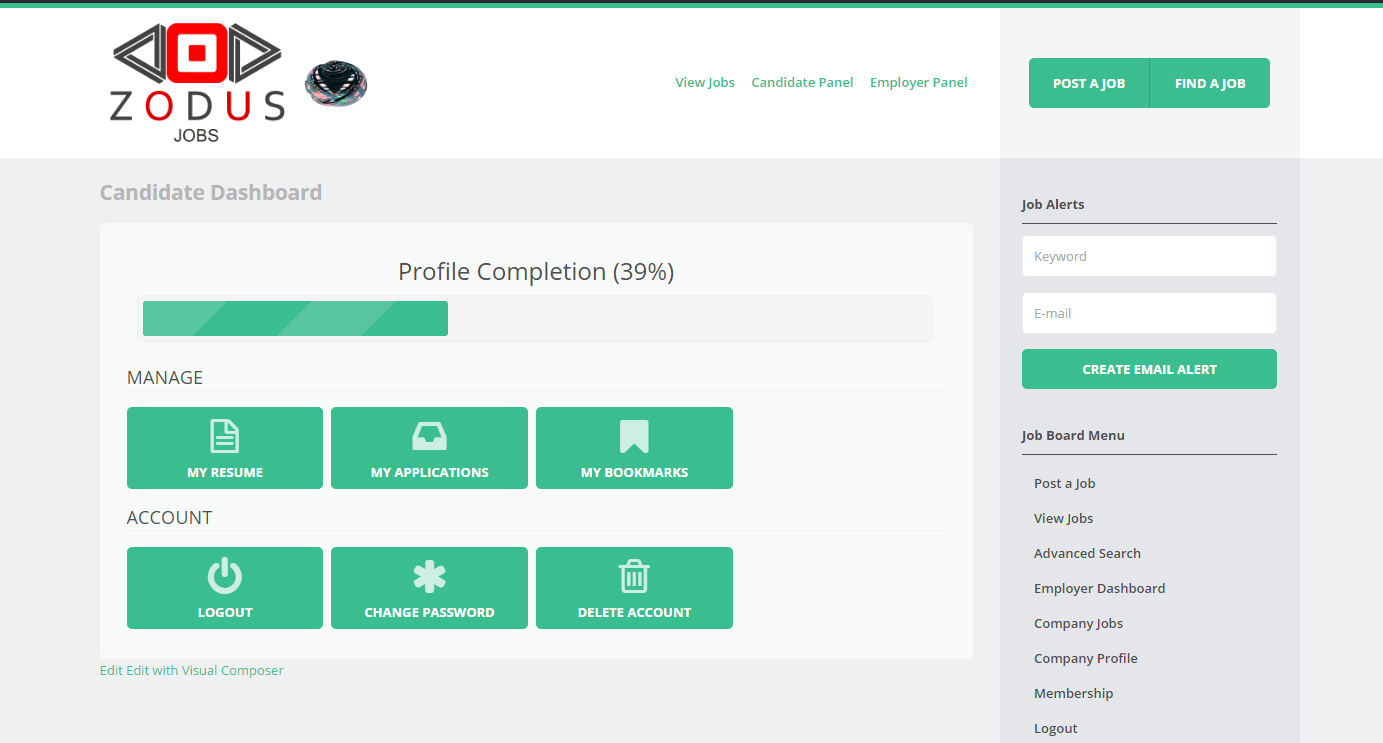 ZODUS
JOBS
View Jobs Candidate Panel Employer Panel
POST A JOB FIND A JOB
Candidate Dashboard
Profile Completion (39%)
MANAGE
MY RESUME MY APPLICATIONS MY BOOKMARKS
ACCOUNT
LOGOUT CHANGE PASSWORD DELETE ACCOUNT
Edit Edit with Visual Composer
Job Alerts
Keyword
E-mail
CREATE EMAIL ALERT
Job Board Menu
Post a Job
View Jobs
Advanced Search
Employer Dashboard
Company Jobs
Company Profile
Membership
Logout